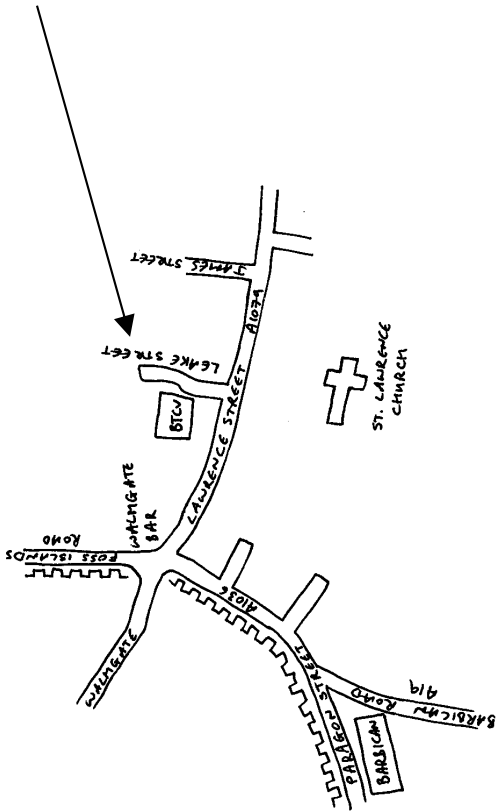 JAMES STREET
A1079
LEAKE STREET
LAWRENCE STREET
BTCV
ST. LAWRENCE
CHURCH
WALMGATE
BAR
FOSS ISLANDS
ROAD
WALMGATE
A1036
PARAGON STREET
BARBICAN ROAD
A19
BARBICAN